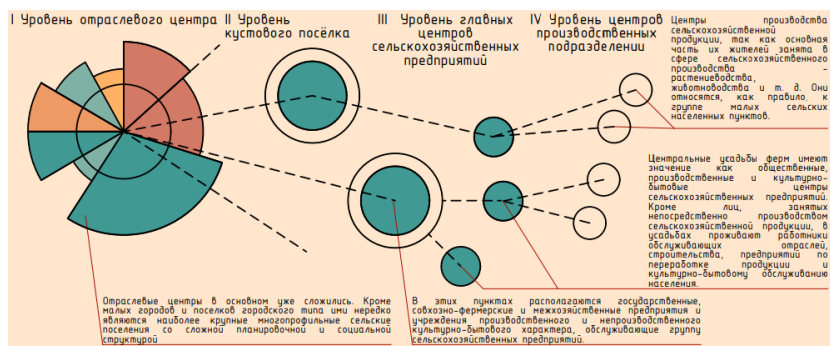 I Уровень отраслевого центра
II Уровень
кустового посёлка
III Уровень главных
центров
сельскохозяйственных
предприятий
IV Уровень центров
производственных
подразделении
Центры производства
сельскохозяйственной
продукции, так как основная
часть их жителей занята в
сфере сельскохозяйственного
производства -
растениеводства,
животноводства и т. д. Они
относятся, как правило, к
группе малых сельских
населенных пунктов.
Центральные усадьбы ферм имеют
значение как общественные,
производственные и культурно-
бытовые центры
сельскохозяйственных предприятий.
Кроме лиц, занятых
непосредственно производством
сельскохозяйственной продукции, в
усадьбах проживают работники
обслуживающих отраслей,
строительства, предприятий по
переработке продукции и
культурно-бытовому обслуживанию
населения.
Отраслевые центры в основном уже сложились. Кроме
малых городов и поселков городского типа ими нередко
являются наиболее крупные многопрофильные сельские
поселения со сложной планировочной и социальной
структурой
В этих пунктах располагаются государственные,
совхозно-фермерские и межхозяйственные предприятия и
учреждения производственного и непроизводственного
культурно-бытового характера, обслуживающие группу
сельскохозяйственных предприятий.